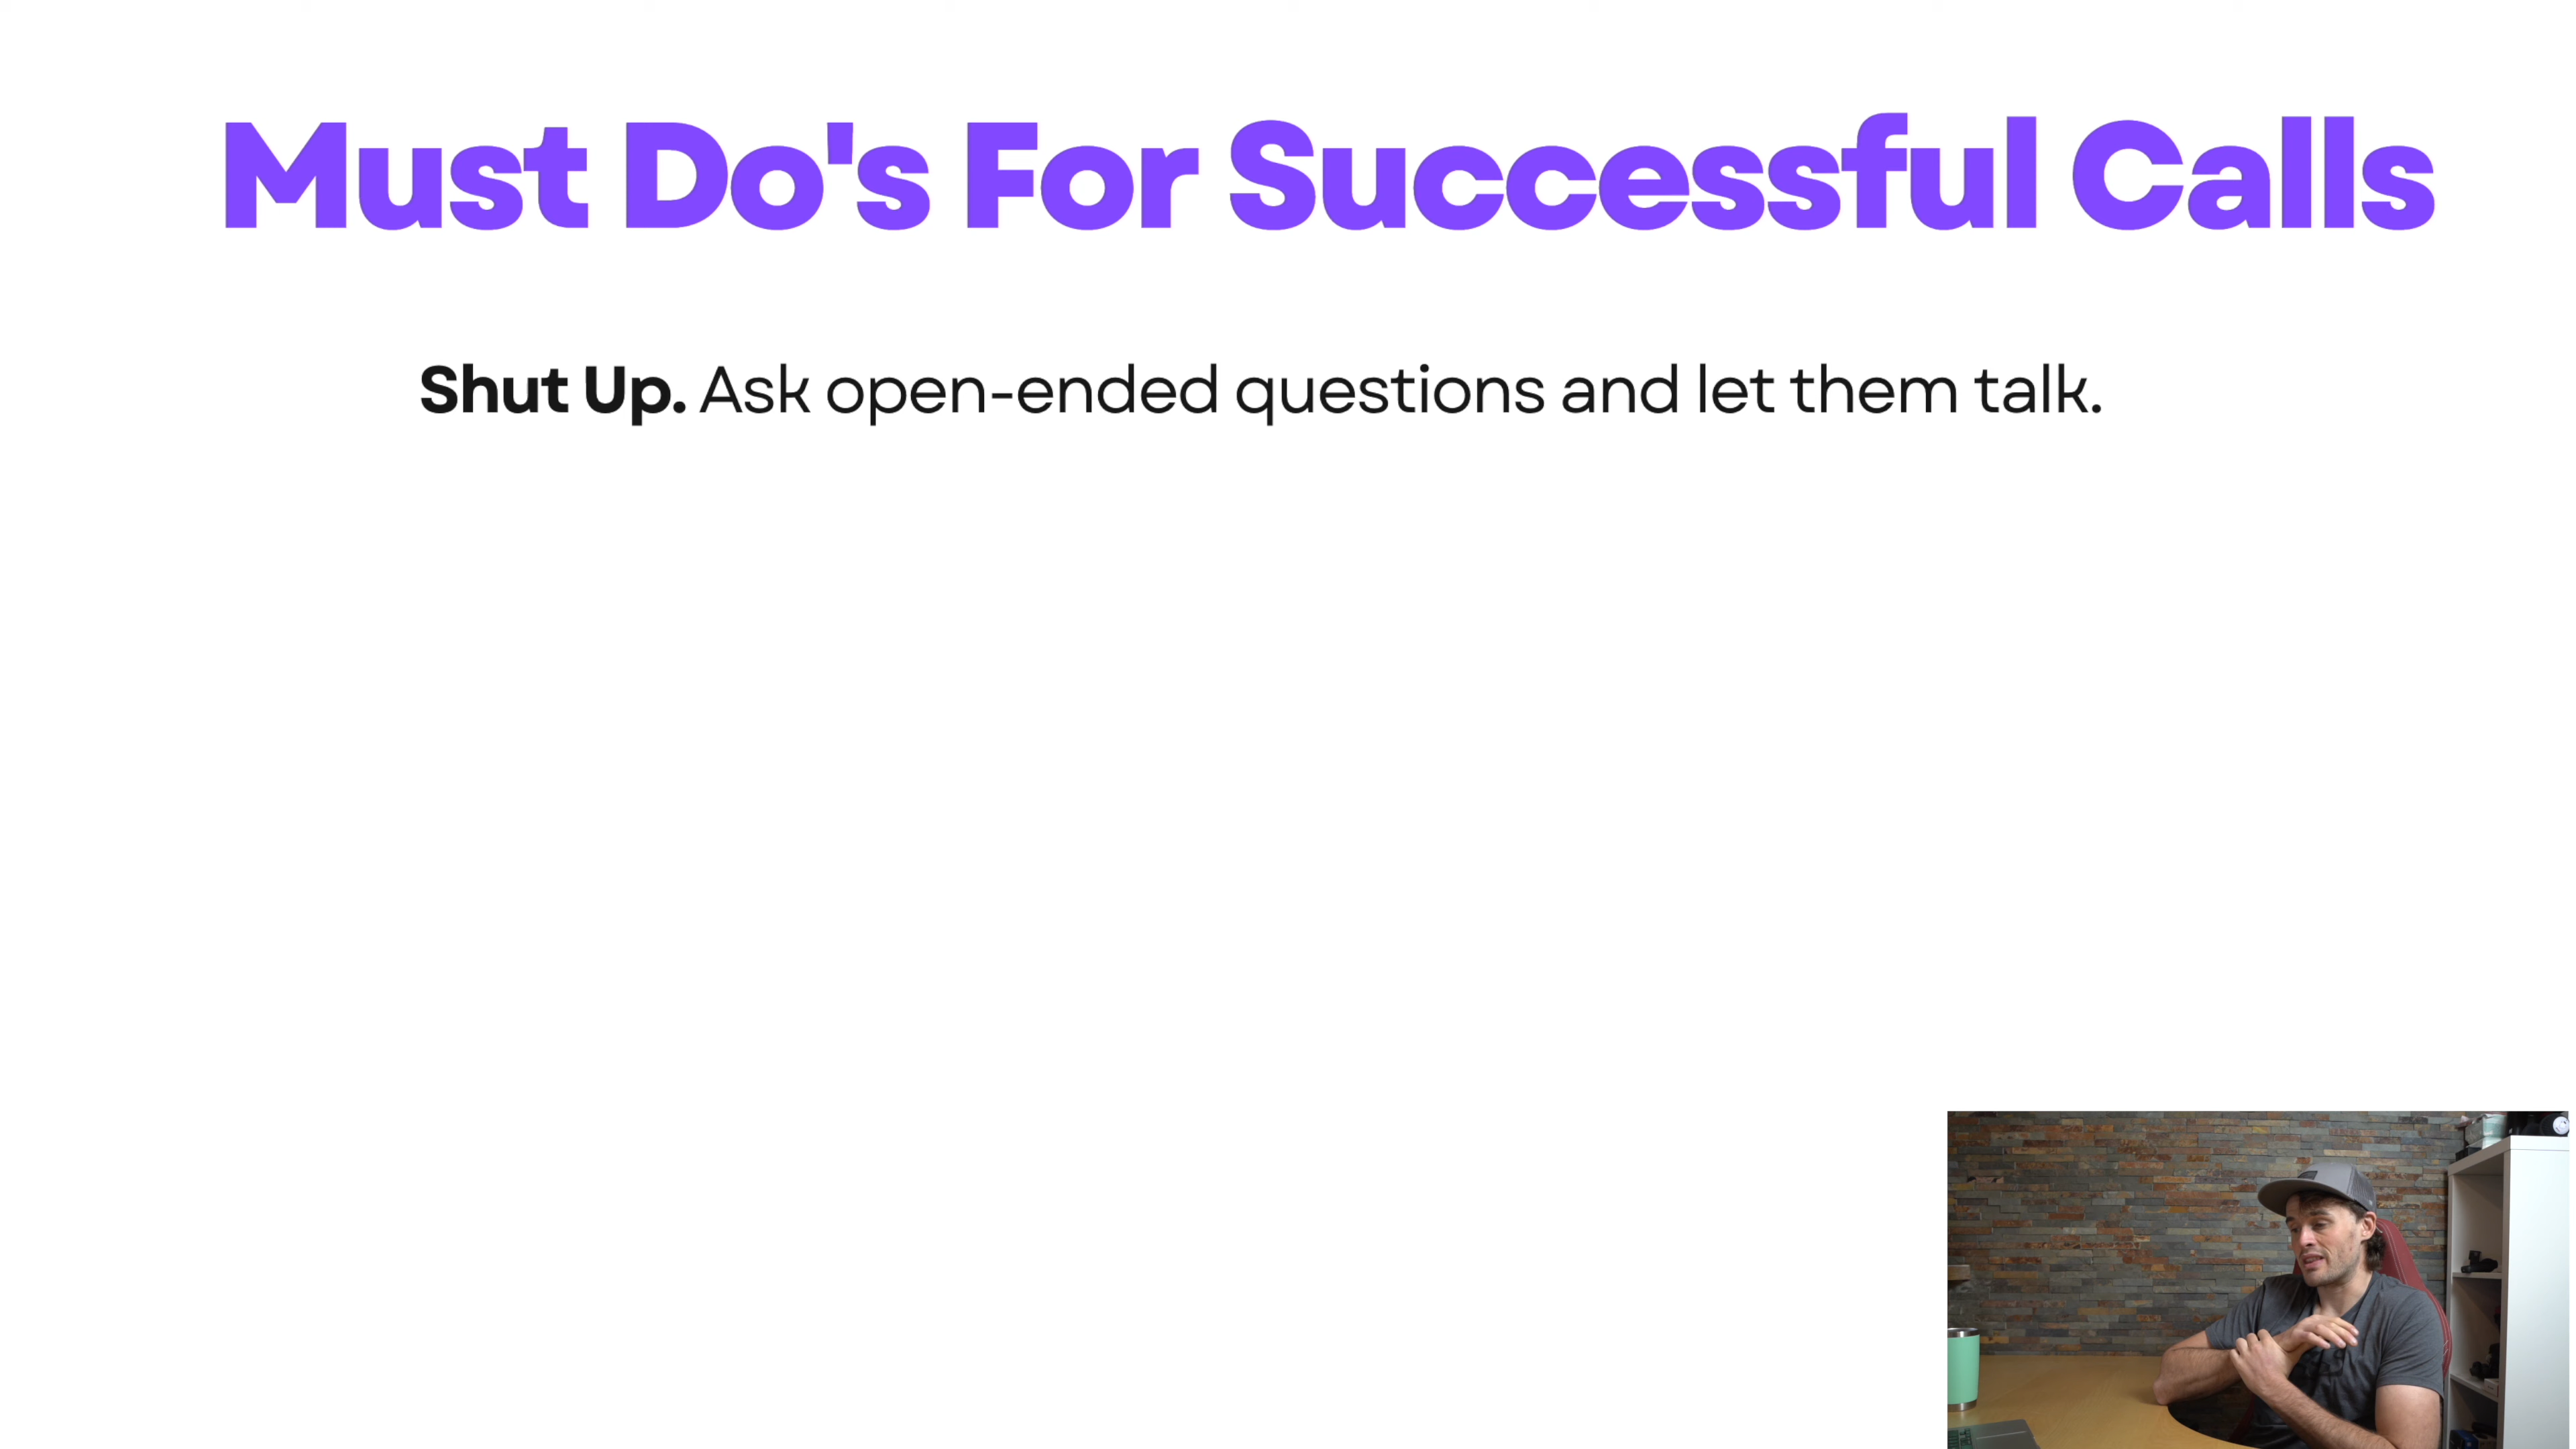 Must Do's For Successful Calls
Shut Up. Ask open-ended questions and let them talk.